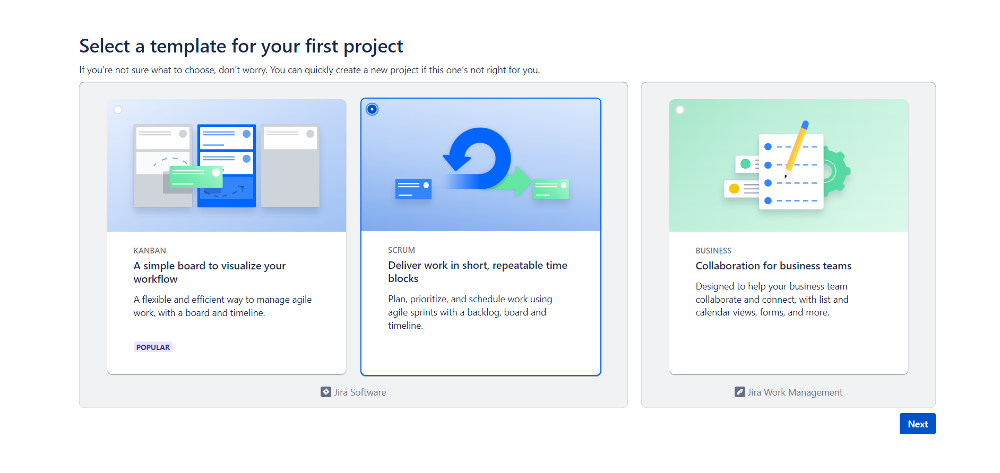 Select a template for your first project
If you’re not sure what to choose, don’t worry. You can quickly create a new project if this one’s not right for you.
KANBAN
A simple board to visualize your
workflow
A flexible and efficient way to manage agile
work, with a board and timeline.
POPULAR
SCRUM
Deliver work in short, repeatable time
blocks
Plan, prioritize, and schedule work using
agile sprints with a backlog, board and
timeline.
Jira Software
BUSINESS
Collaboration for business teams
Designed to help your business team
collaborate and connect, with list and
calendar views, forms, and more.
Jira Work Management
Next